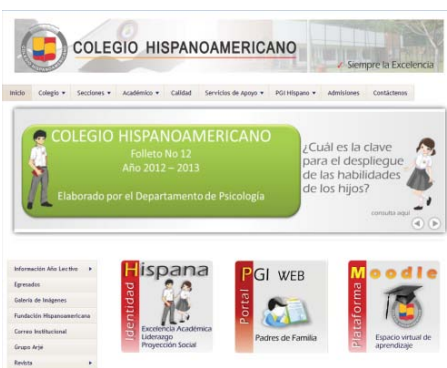 COLEGIO HISPANOAMERICANO
✓ Siempre la Excelencia
Inicio Colegio Secciones Académico Calidad Servicios de Apoyo PGI Hispano Admisiones Contáctenos
COLEGIO HISPANOAMERICANO
Folleto No 12
Año 2012 – 2013
Elaborado por el Departamento de Psicología
¿Cuál es la clave
para el despliegue
de las habilidades
de los hijos?
consulta aquí
Información Año Lectivo
Egresados
Galería de Imágenes
Fundación Hispanoamericana
Correo Institucional
Grupo Arjé
Revista
Identidad
Hispana
Excelencia Académica
Liderazgo
Proyección Social
Portal
PGI WEB
Padres de Familia
Plataforma
Moodle
Espacio virtual de
aprendizaje